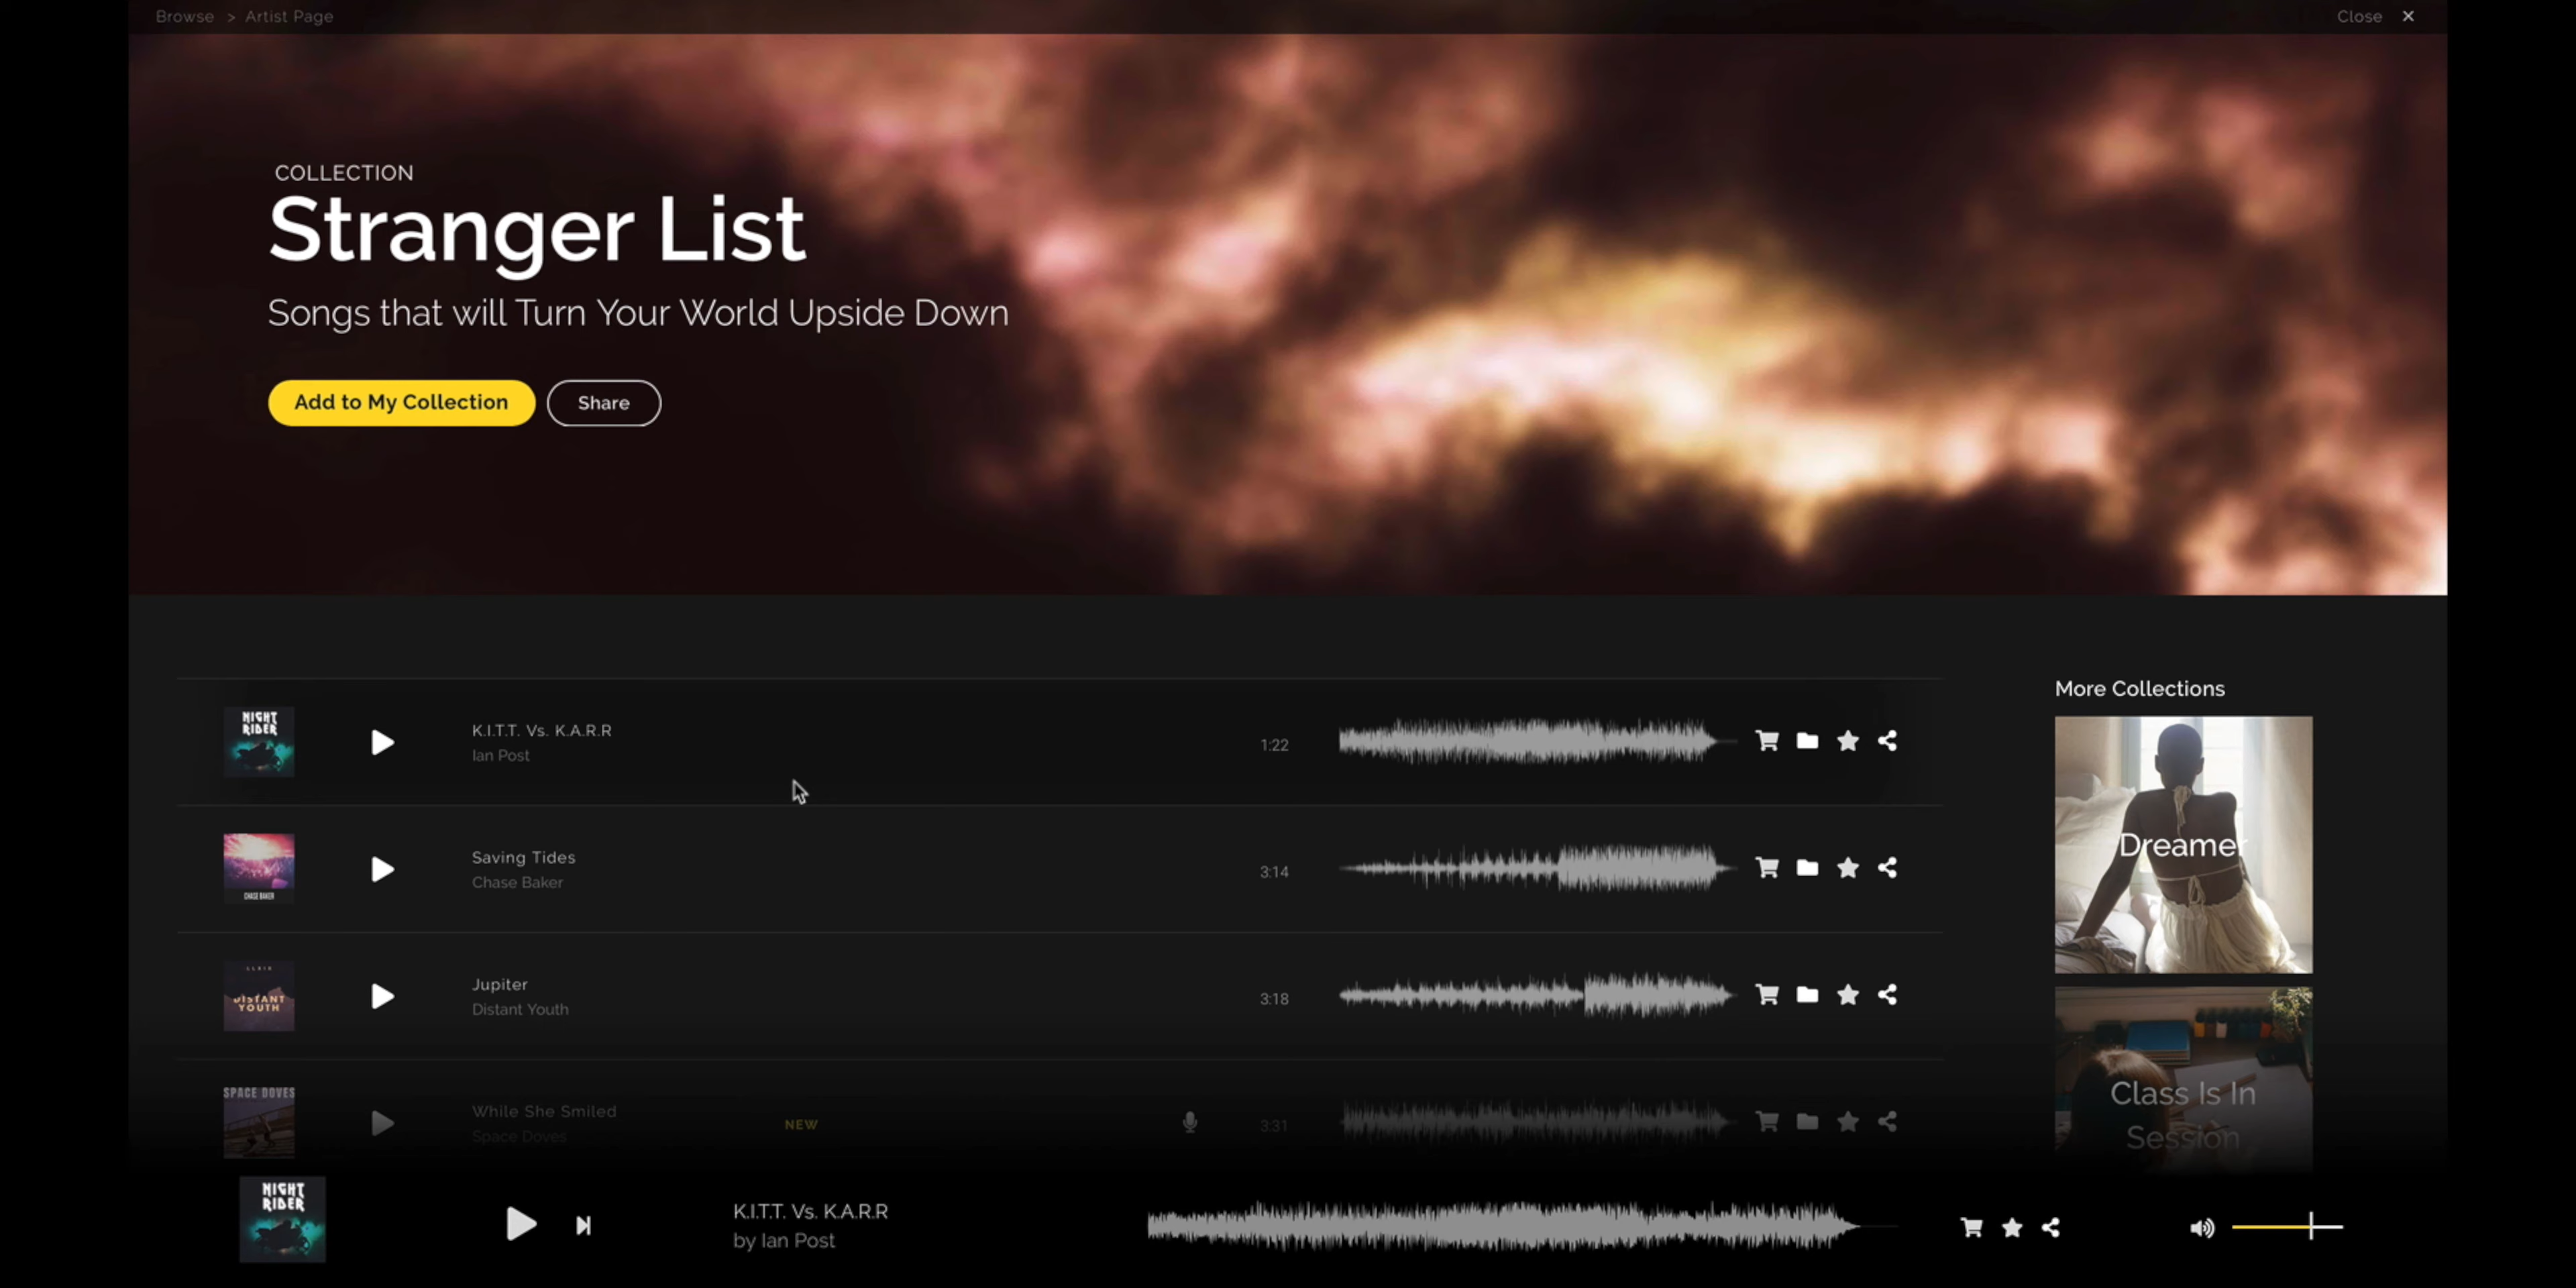 Browse > Artist Page
Close ×
COLLECTION
Stranger List
Songs that will Turn Your World Upside Down
Add to My Collection
Share
More Collections
NIGHT
RIDER
K.I.T.T. Vs. K.A.R.R
Ian Post
1:22
Dreamer
CHASE BAKER
Saving Tides
Chase Baker
3:14
DISTANT
YOUTH
Jupiter
Distant Youth
3:18
Class Is In
Session
SPACE DOVES
While She Smiled
Space Doves
NEW
3:31
NIGHT
RIDER
K.I.T.T. Vs. K.A.R.R
by Ian Post